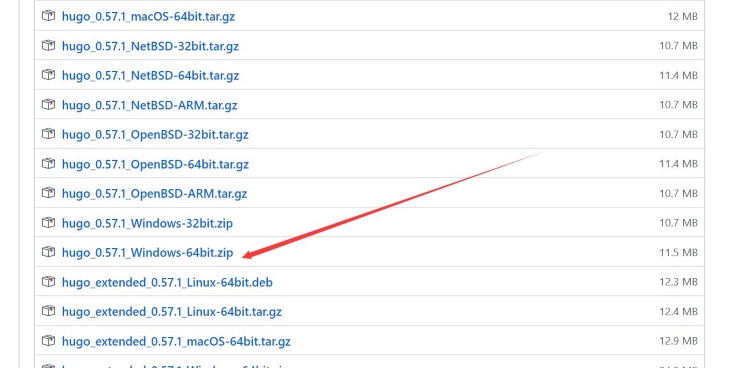 hugo_0.57.1_macOS-64bit.tar.gz 12 MB
hugo_0.57.1_NetBSD-32bit.tar.gz 10.7 MB
hugo_0.57.1_NetBSD-64bit.tar.gz 11.4 MB
hugo_0.57.1_NetBSD-ARM.tar.gz 10.7 MB
hugo_0.57.1_OpenBSD-32bit.tar.gz 10.7 MB
hugo_0.57.1_OpenBSD-64bit.tar.gz 11.4 MB
hugo_0.57.1_OpenBSD-ARM.tar.gz 10.7 MB
hugo_0.57.1_Windows-32bit.zip 10.7 MB
hugo_0.57.1_Windows-64bit.zip 11.5 MB
hugo_extended_0.57.1_Linux-64bit.deb 12.3 MB
hugo_extended_0.57.1_Linux-64bit.tar.gz 12.4 MB
hugo_extended_0.57.1_macOS-64bit.tar.gz 12.9 MB